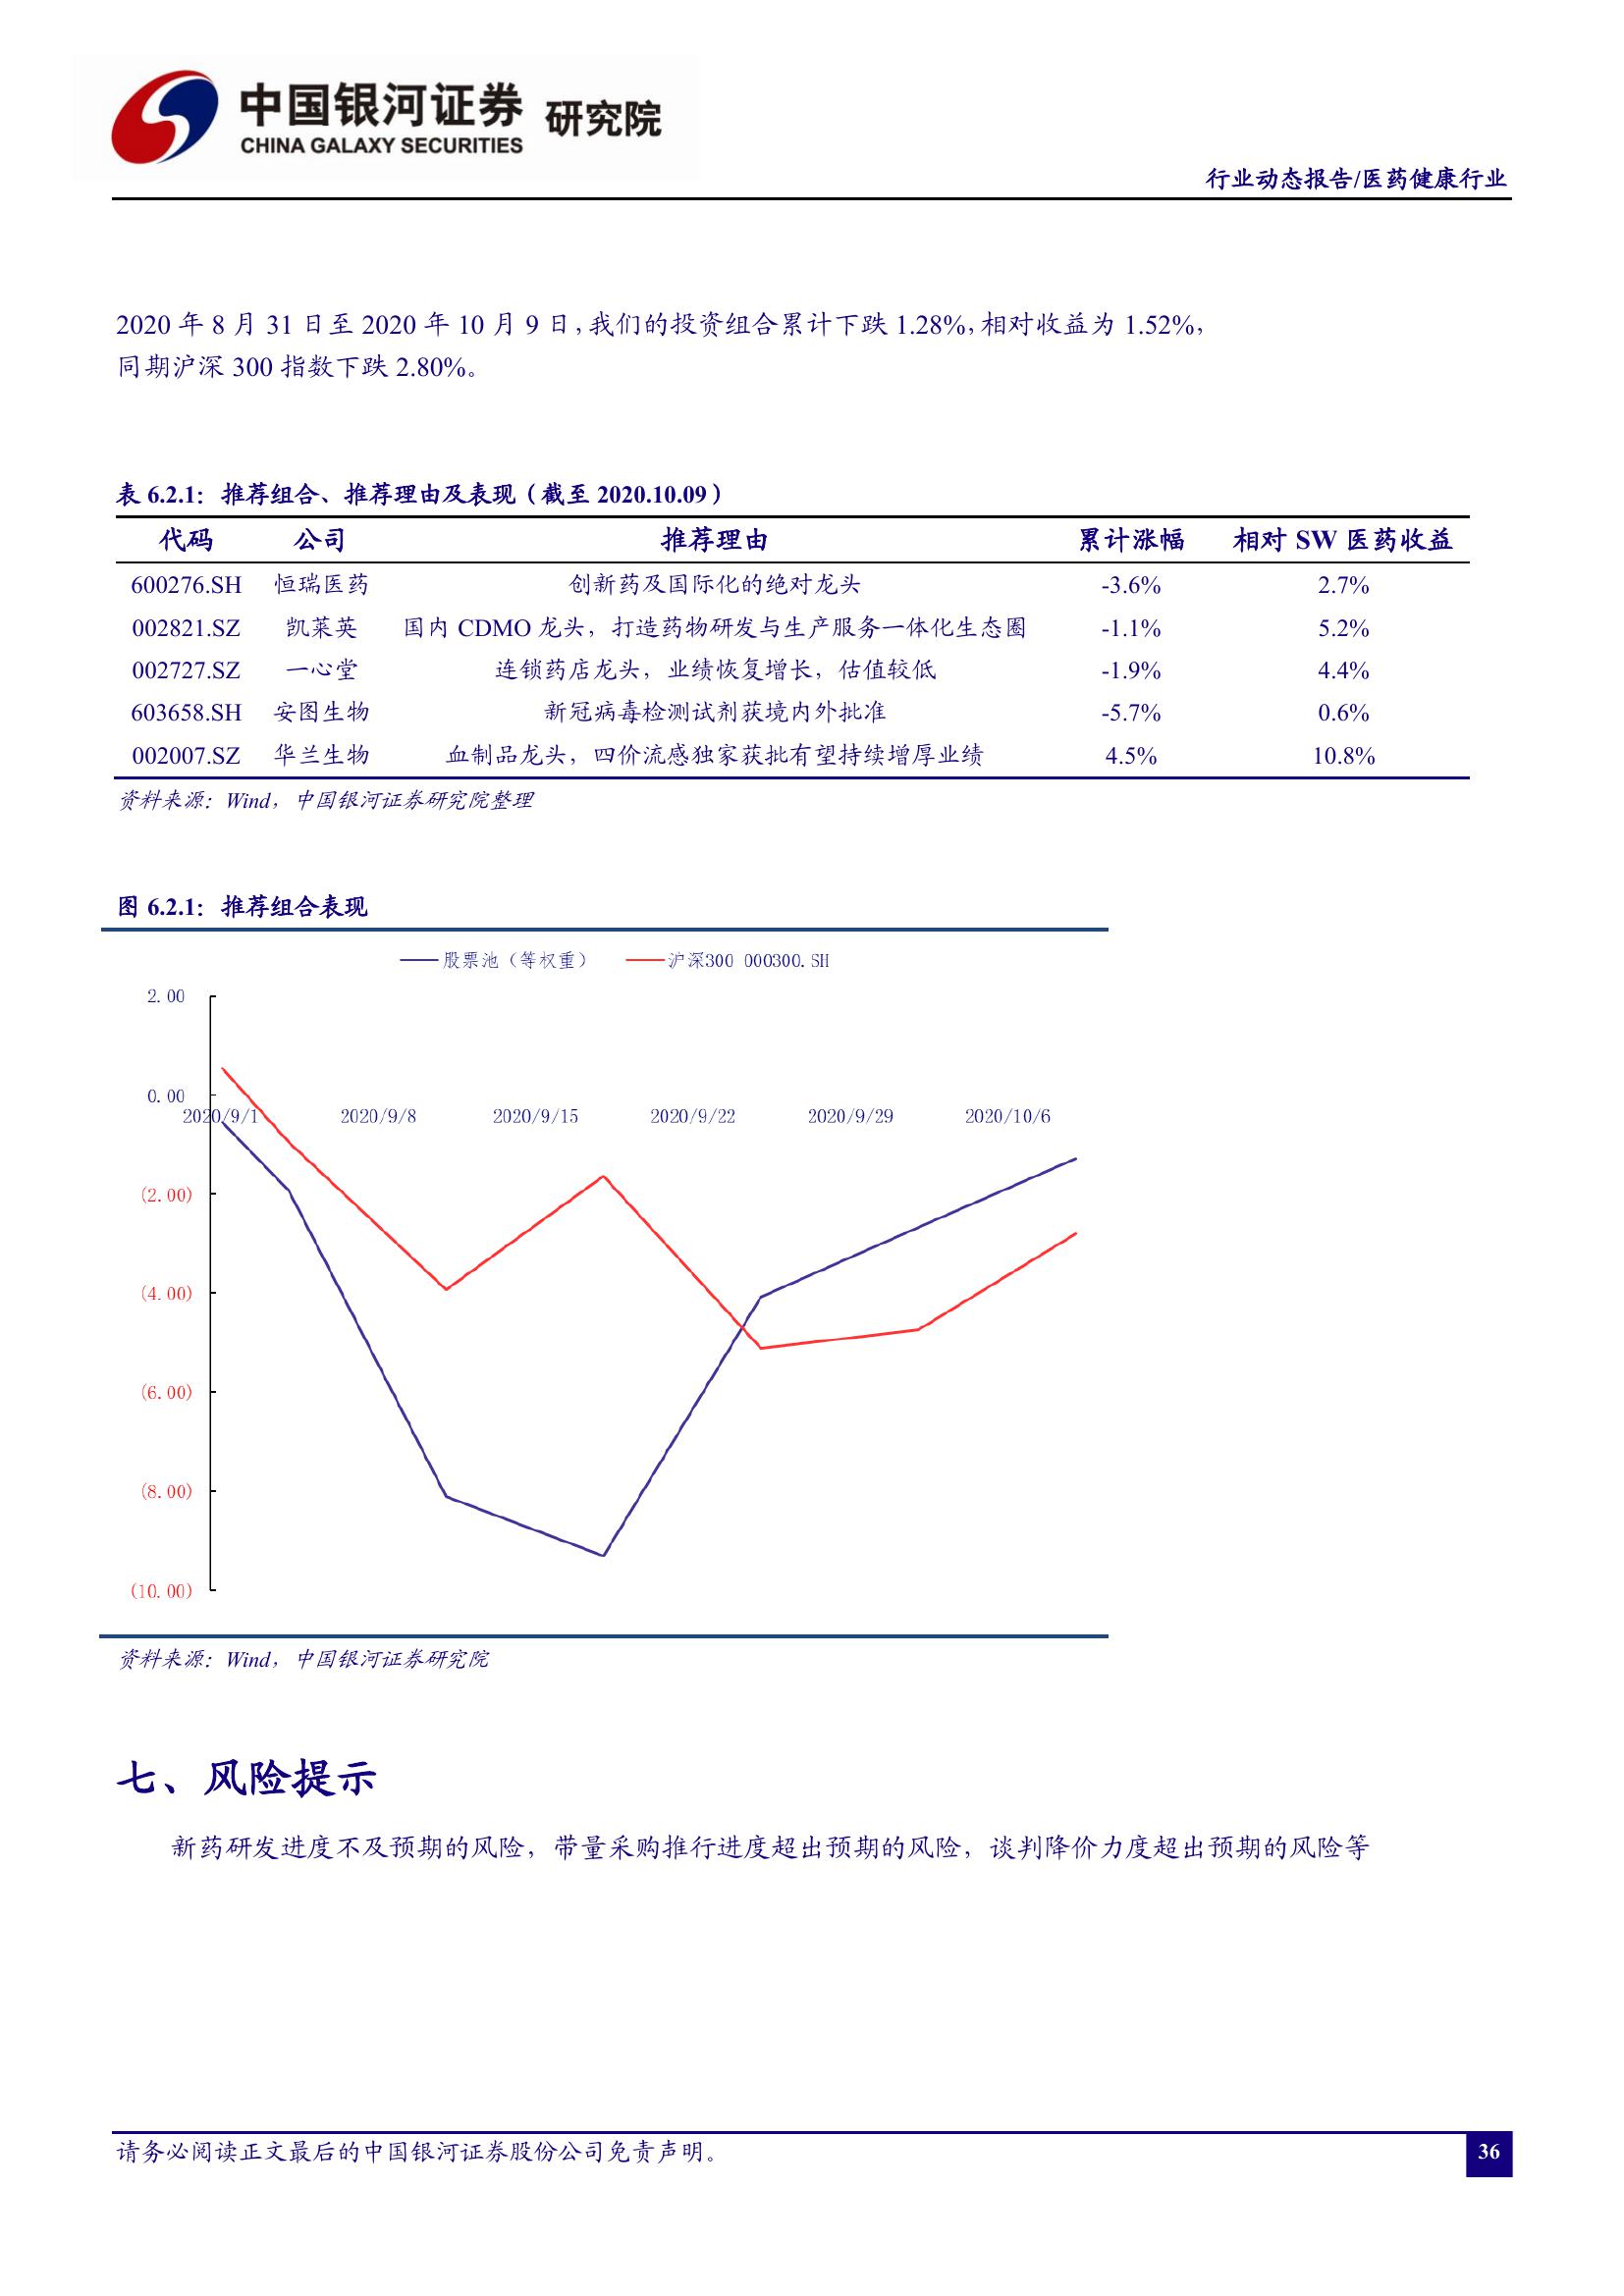 中国银河证券 研究院
CHINA GALAXY SECURITIES
行业动态报告/医药健康行业
2020 年 8 月 31 日至 2020 年 10 月 9 日，我们的投资组合累计下跌 1.28%，相对收益为 1.52%，
同期沪深 300 指数下跌 2.80%。
表 6.2.1：推荐组合、推荐理由及表现（截至 2020.10.09）
代码 公司 推荐理由 累计涨幅 相对 SW 医药收益
600276.SH 恒瑞医药 创新药及国际化的绝对龙头 -3.6% 2.7%
002821.SZ 凯莱英 国内 CDMO 龙头，打造药物研发与生产服务一体化生态圈 -1.1% 5.2%
002727.SZ 一心堂 连锁药店龙头，业绩恢复增长，估值较低 -1.9% 4.4%
603658.SH 安图生物 新冠病毒检测试剂获境内外批准 -5.7% 0.6%
002007.SZ 华兰生物 血制品龙头，四价流感独家获批有望持续增厚业绩 4.5% 10.8%
资料来源：Wind，中国银河证券研究院整理
图 6.2.1：推荐组合表现
股票池（等权重） 沪深300 000300.SH
2.00
0.00
2020/9/1 2020/9/8 2020/9/15 2020/9/22 2020/9/29 2020/10/6
(2.00)
(4.00)
(6.00)
(8.00)
(10.00)
资料来源：Wind，中国银河证券研究院
七、风险提示
新药研发进度不及预期的风险，带量采购推行进度超出预期的风险，谈判降价力度超出预期的风险等
请务必阅读正文最后的中国银河证券股份公司免责声明。
36